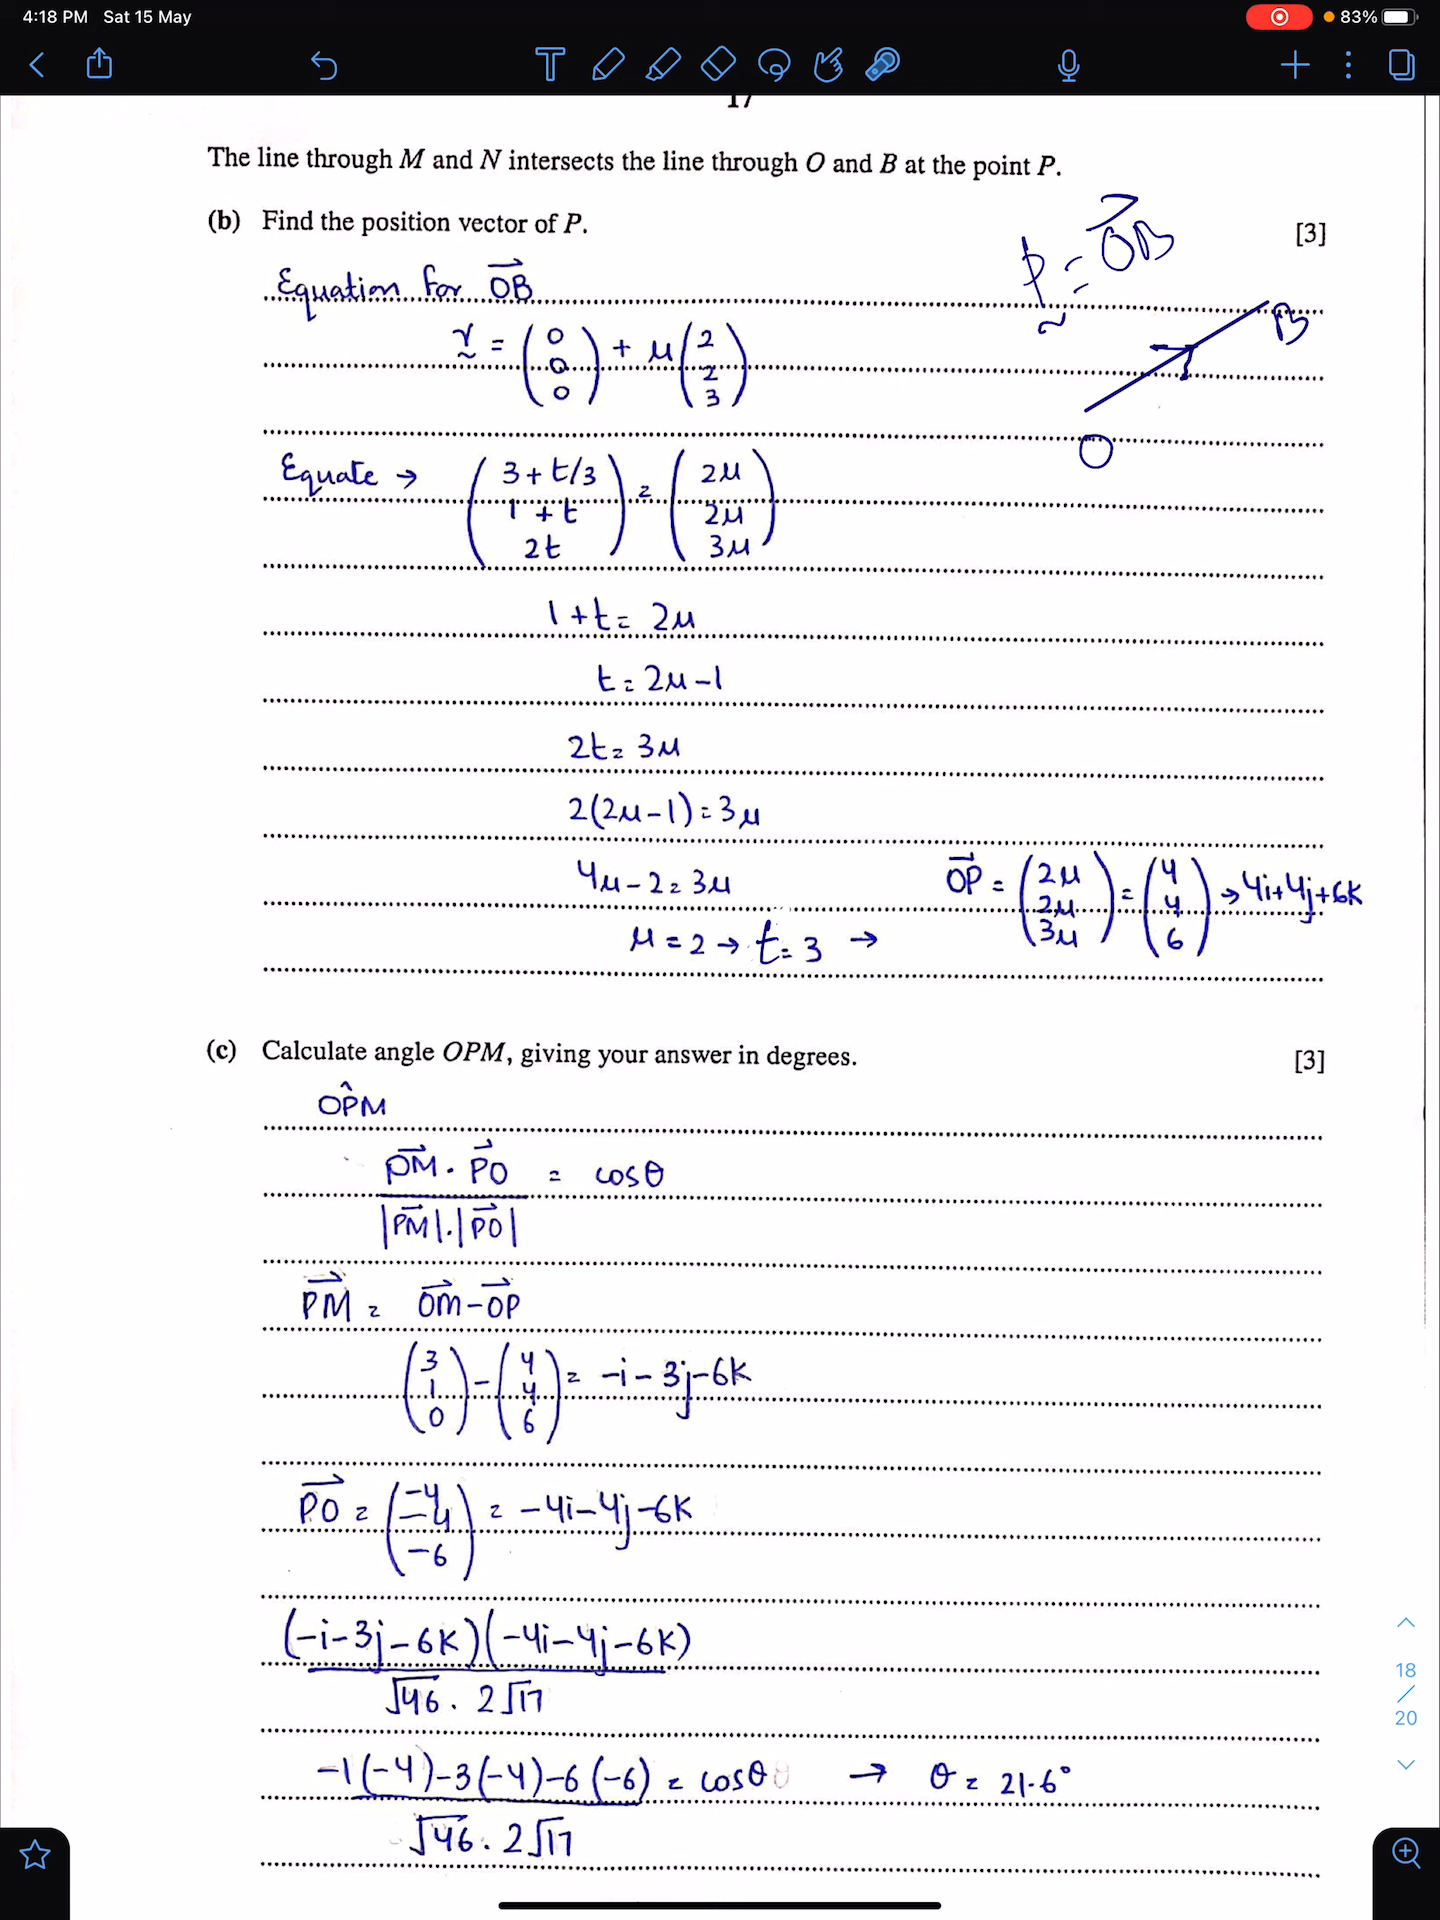 4:18 PM Sat 15 May
83%
17
The line through M and N intersects the line through O and B at the point P.
(b) Find the position vector of P. [3]
p = OB
Equation for OB
r = (0 0 0) + μ(2 2 3)
B
O
Equate → (3+t/3 1+t 2t) = (2μ 2μ 3μ)
1+t = 2μ
t = 2μ-1
2t = 3μ
2(2μ-1) = 3μ
4μ-2 = 3μ
μ = 2 → t = 3 → OP = (2μ 2μ 3μ) = (4 4 6) → 4i+4j+6k
(c) Calculate angle OPM, giving your answer in degrees. [3]
OPM
PM . PO = cosθ
|PM|.|PO|
PM = OM-OP
(3 1 0) - (4 4 6) = -i-3j-6k
PO = (-4 -4 -6) = -4i-4j-6k
(-i-3j-6k)(-4i-4j-6k)
√46 . 2√17
-1(-4)-3(-4)-6(-6) = cosθ → θ = 21.6°
√46 . 2√17
18
/
20